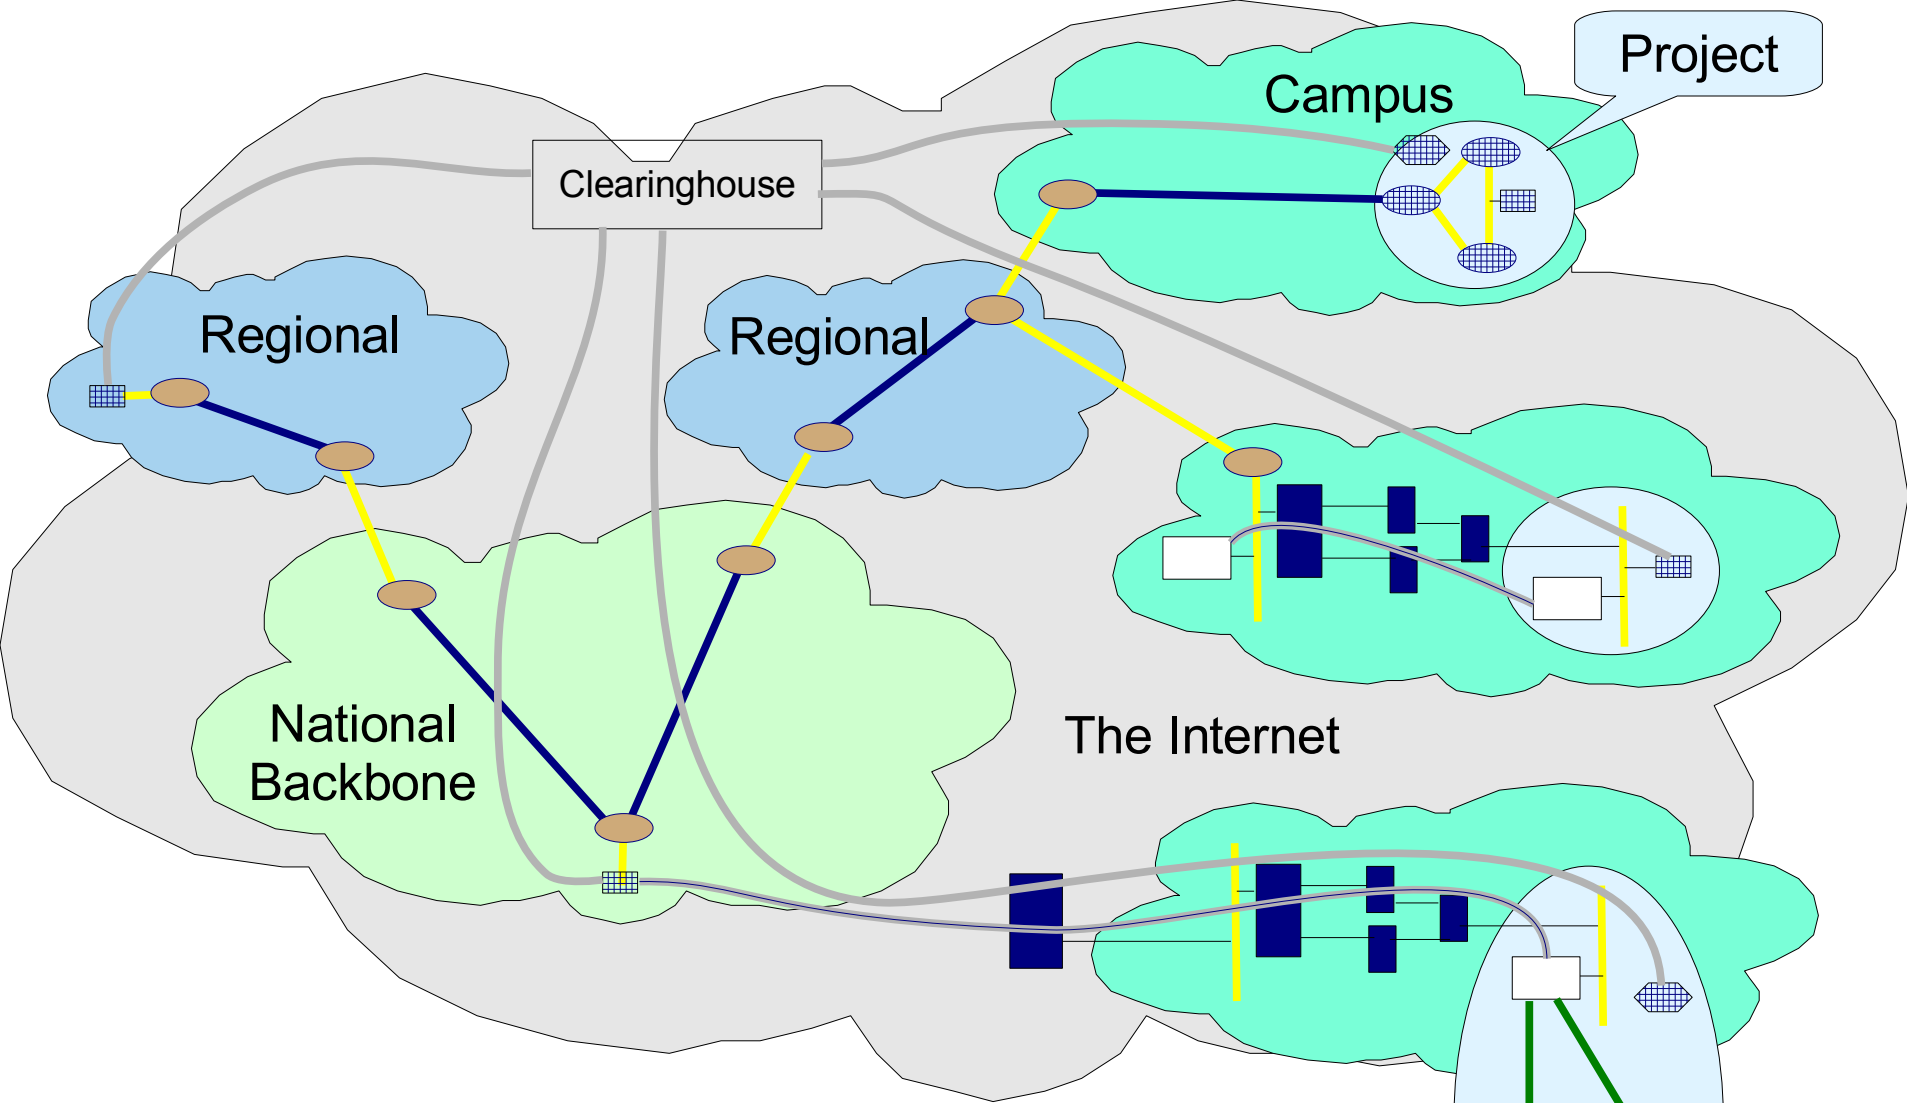 Project
Campus
Clearinghouse
Regional
Regional
National
Backbone
The Internet